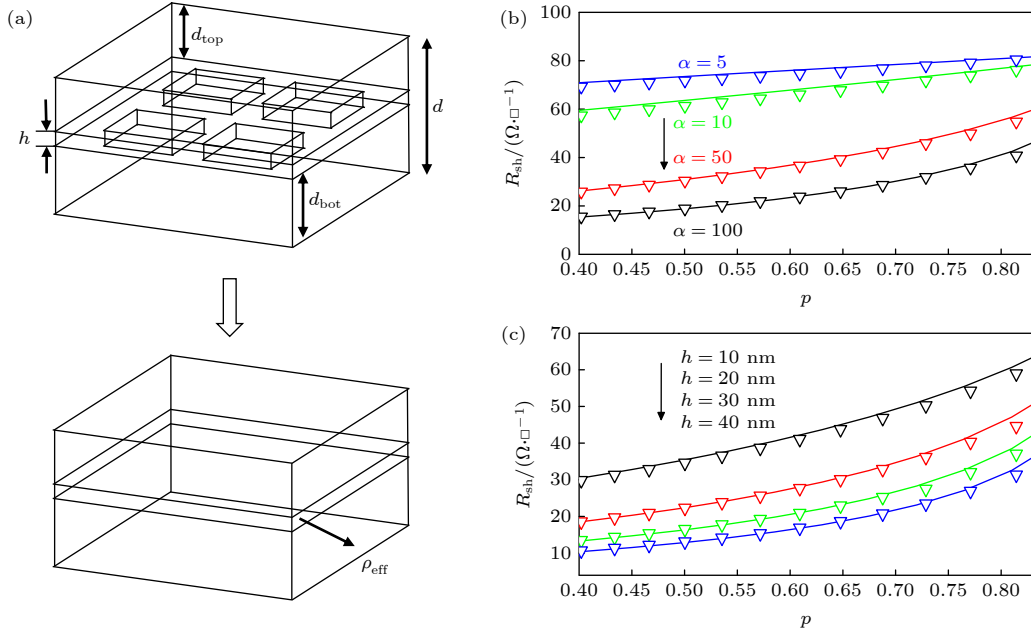 (a)
d_top
d
h
d_bot
ρ_eff
(b)
R_sh/(Ω·□⁻¹)
100
80
60
40
20
0
α = 5
α = 10
α = 50
α = 100
0.40 0.45 0.50 0.55 0.60 0.65 0.70 0.75 0.80
p
(c)
R_sh/(Ω·□⁻¹)
70
60
50
40
30
20
10
h = 10 nm
h = 20 nm
h = 30 nm
h = 40 nm
0.40 0.45 0.50 0.55 0.60 0.65 0.70 0.75 0.80
p